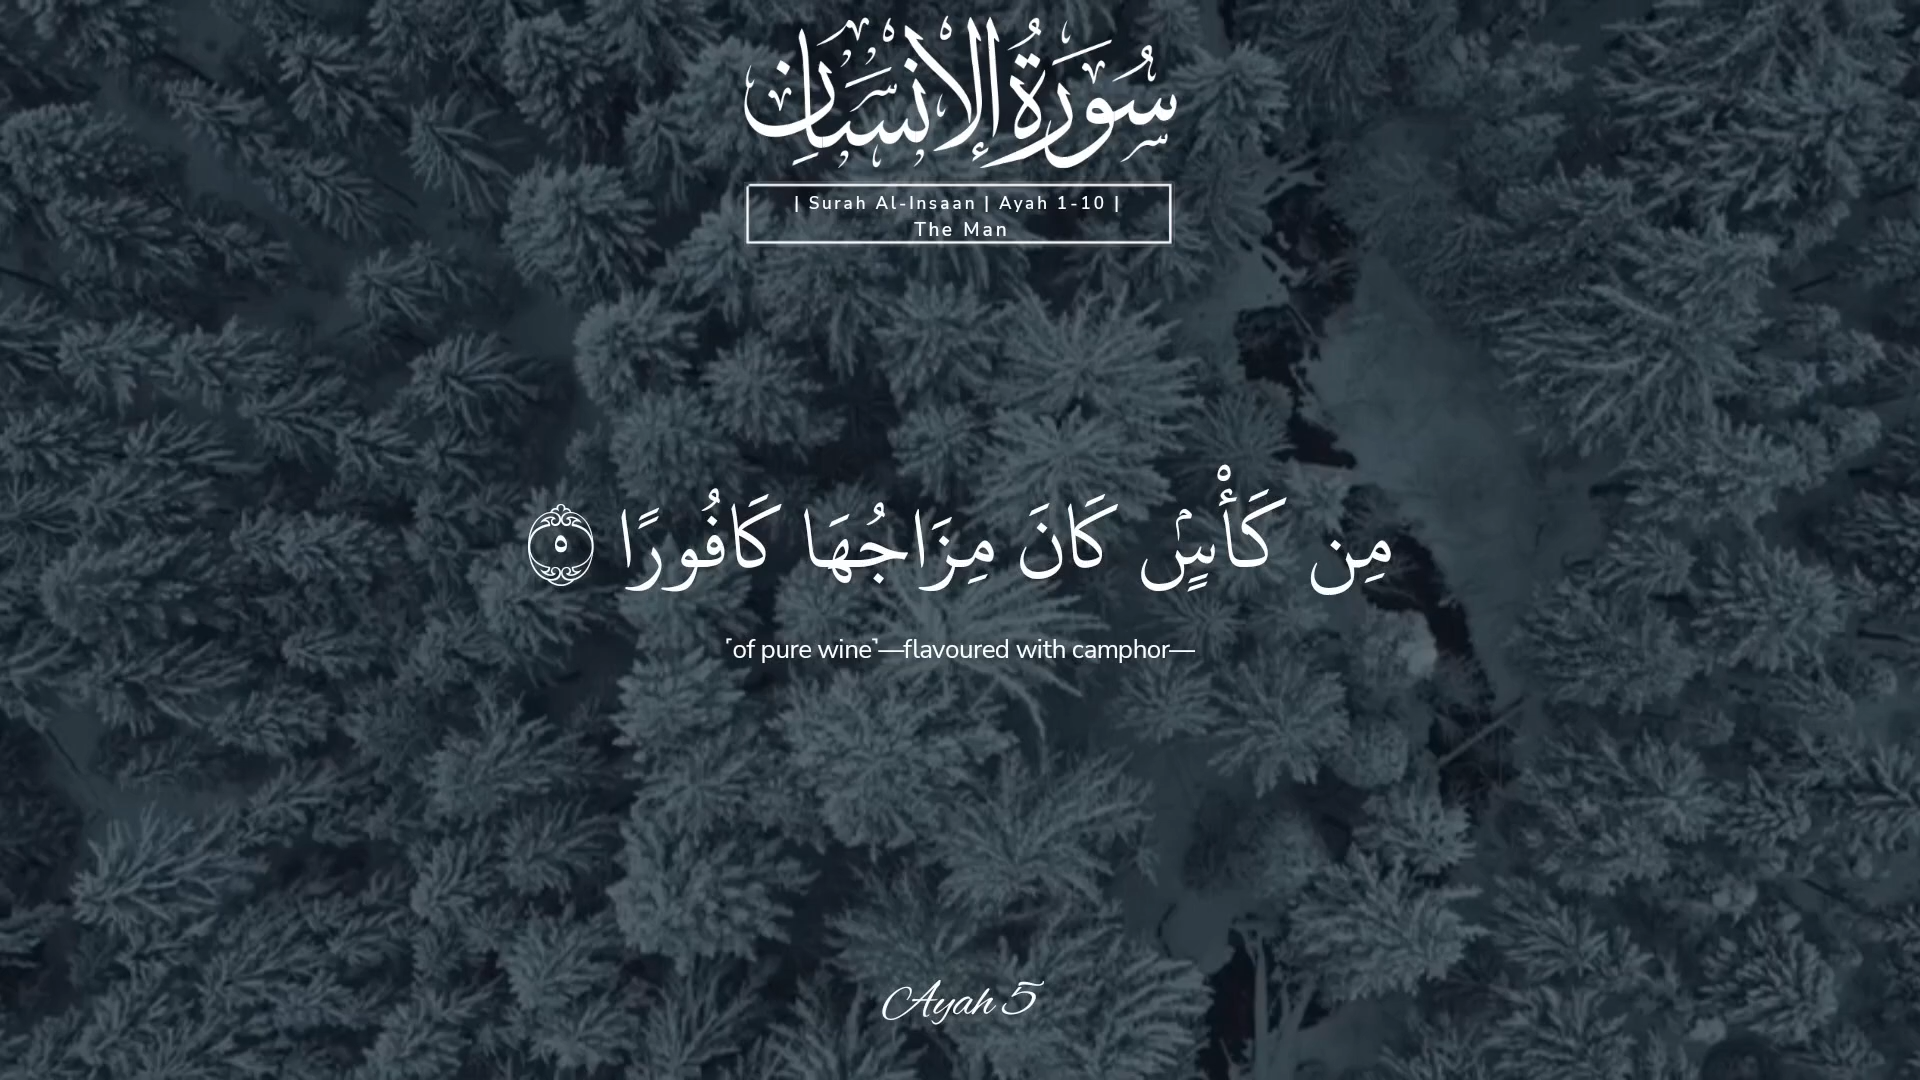 سُورَةُ الإِنسَانِ
| Surah Al-Insaan | Ayah 1-10 |
The Man
مِن كَأْسٍۢ كَانَ مِزَاجُهَا كَافُورًا ٥
⸢of pure wine⸣—flavoured with camphor—
Ayah 5